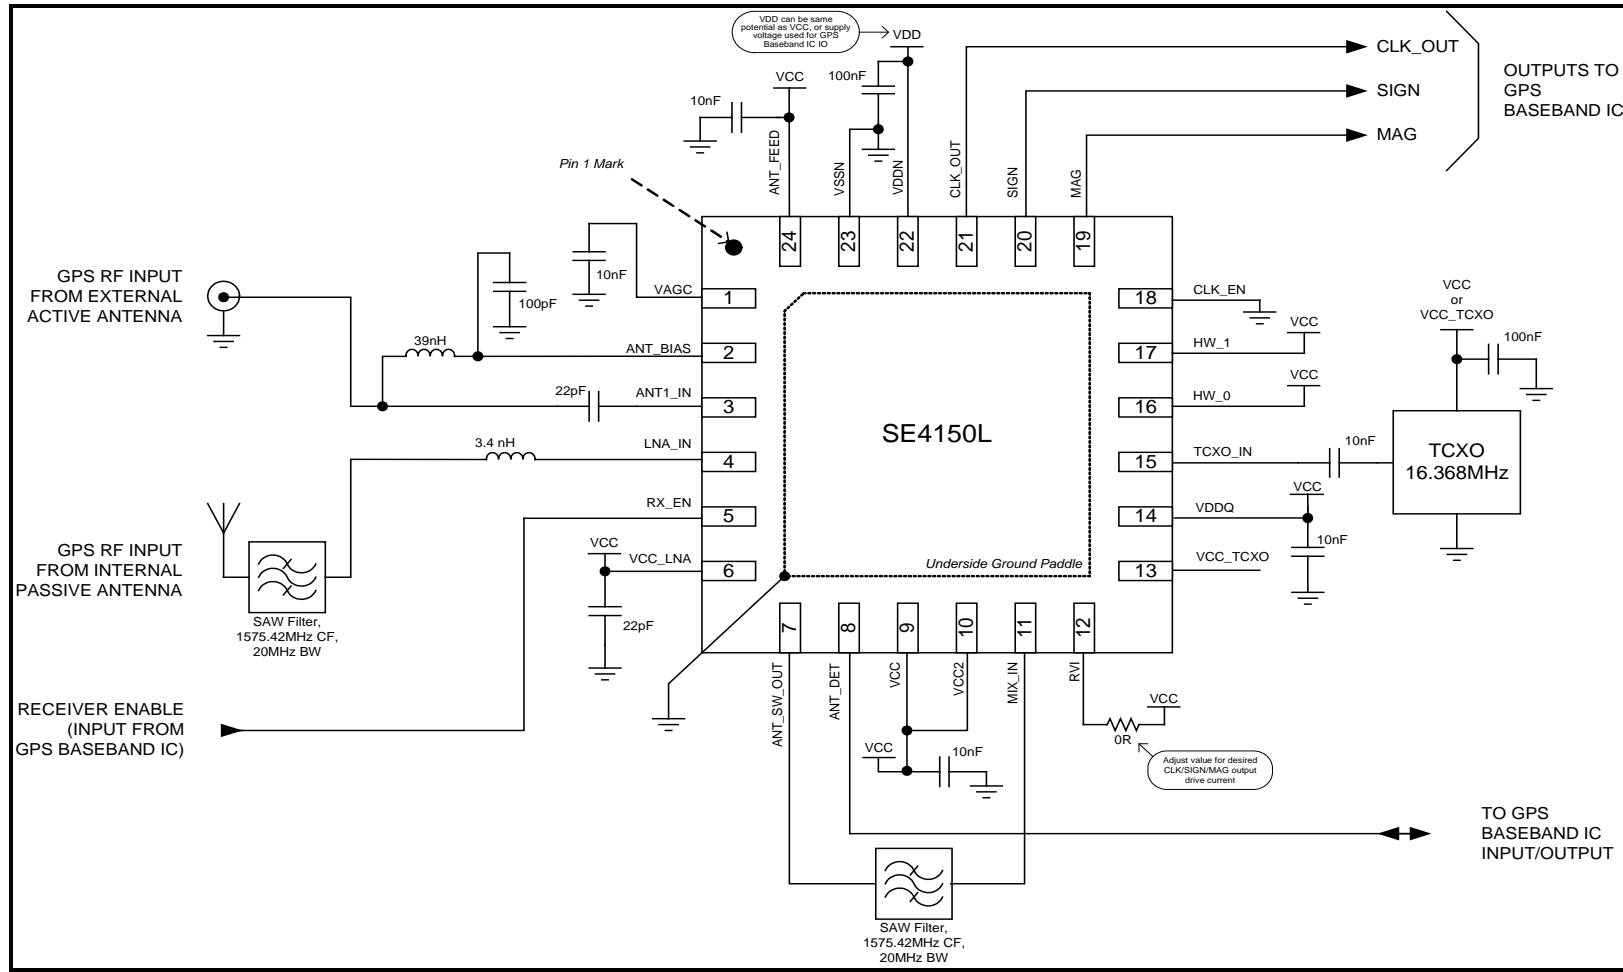 VDD can be same
potential as VCC, or supply
voltage used for GPS
Baseband IC IO
VDD
VCC
10nF
100nF
ANT_FEED
VSSN
VDDN
CLK_OUT
SIGN
MAG
CLK_OUT
SIGN
MAG
OUTPUTS TO
GPS
BASEBAND IC
Pin 1 Mark
24
23
22
21
20
19
GPS RF INPUT
FROM EXTERNAL
ACTIVE ANTENNA
10nF
100pF
39nH
22pF
3.4 nH
VAGC
1
ANT_BIAS
2
ANT1_IN
3
LNA_IN
4
RX_EN
5
VCC_LNA
6
VCC
22pF
GPS RF INPUT
FROM INTERNAL
PASSIVE ANTENNA
SAW Filter,
1575.42MHz CF,
20MHz BW
RECEIVER ENABLE
(INPUT FROM
GPS BASEBAND IC)
SE4150L
Underside Ground Paddle
18
CLK_EN
17
HW_1
VCC
16
HW_0
VCC
15
TCXO_IN
10nF
14
VDDQ
VCC
10nF
13
VCC_TCXO
VCC
or
VCC_TCXO
100nF
TCXO
16.368MHz
7
8
9
10
11
12
ANT_SW_OUT
ANT_DET
VCC
VCC2
MIX_IN
RVI
VCC
10nF
VCC
0R
Adjust value for desired
CLK/SIGN/MAG output
drive current
TO GPS
BASEBAND IC
INPUT/OUTPUT
SAW Filter,
1575.42MHz CF,
20MHz BW